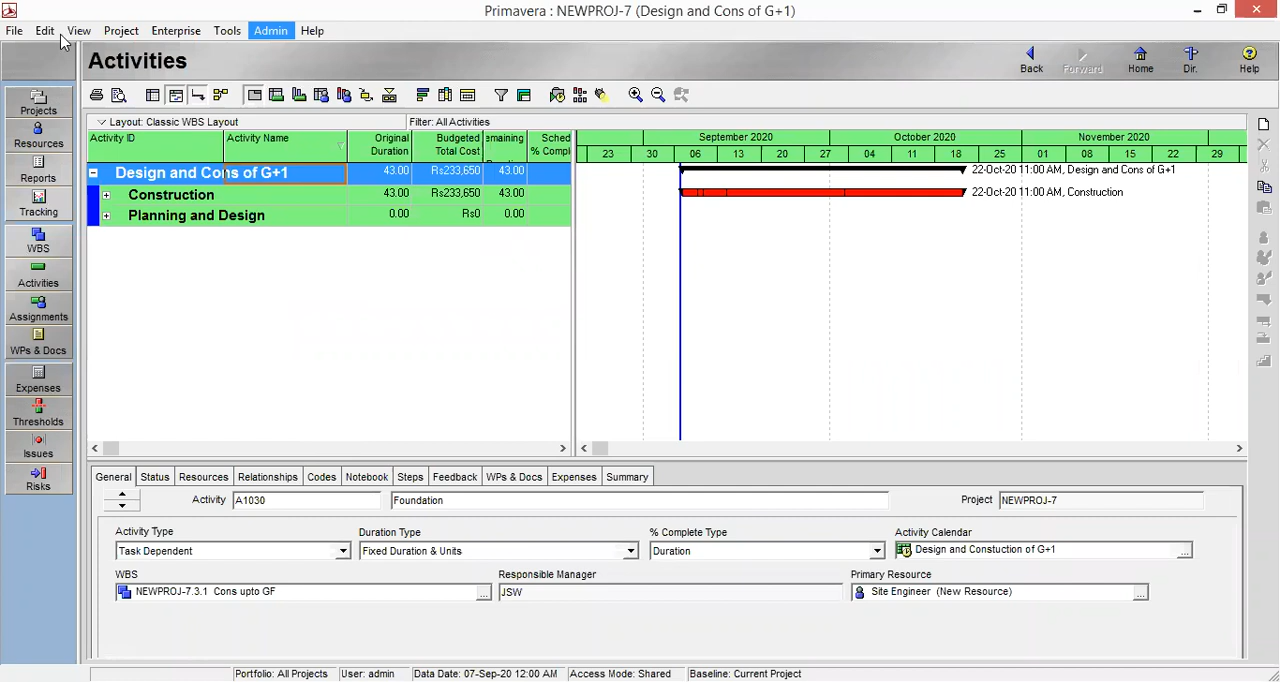 Primavera : NEWPROJ-7 (Design and Cons of G+1)
File Edit View Project Enterprise Tools Admin Help
Activities
Back Forward Home Dir. Help
Layout: Classic WBS Layout Filter: All Activities
Activity ID Activity Name Original Duration Budgeted Total Cost emaining Sched % Comple
September 2020 October 2020 November 2020
23 30 06 13 20 27 04 11 18 25 01 08 15 22 29
Design and Cons of G+1 43.00 Rs233,650 43.00
22-Oct-20 11:00 AM, Design and Cons of G+1
Construction 43.00 Rs233,650 43.00
22-Oct-20 11:00 AM, Construction
Planning and Design 0.00 Rs0 0.00
Projects
Resources
Reports
Tracking
WBS
Activities
Assignments
WPs & Docs
Expenses
Thresholds
Issues
Risks
General Status Resources Relationships Codes Notebook Steps Feedback WPs & Docs Expenses Summary
Activity A1030 Foundation Project NEWPROJ-7
Activity Type Duration Type % Complete Type Activity Calendar
Task Dependent Fixed Duration & Units Duration Design and Constuction of G+1
WBS Responsible Manager Primary Resource
NEWPROJ-7.3.1 Cons upto GF JSW Site Engineer (New Resource)
Portfolio: All Projects User: admin Data Date: 07-Sep-20 12:00 AM Access Mode: Shared Baseline: Current Project